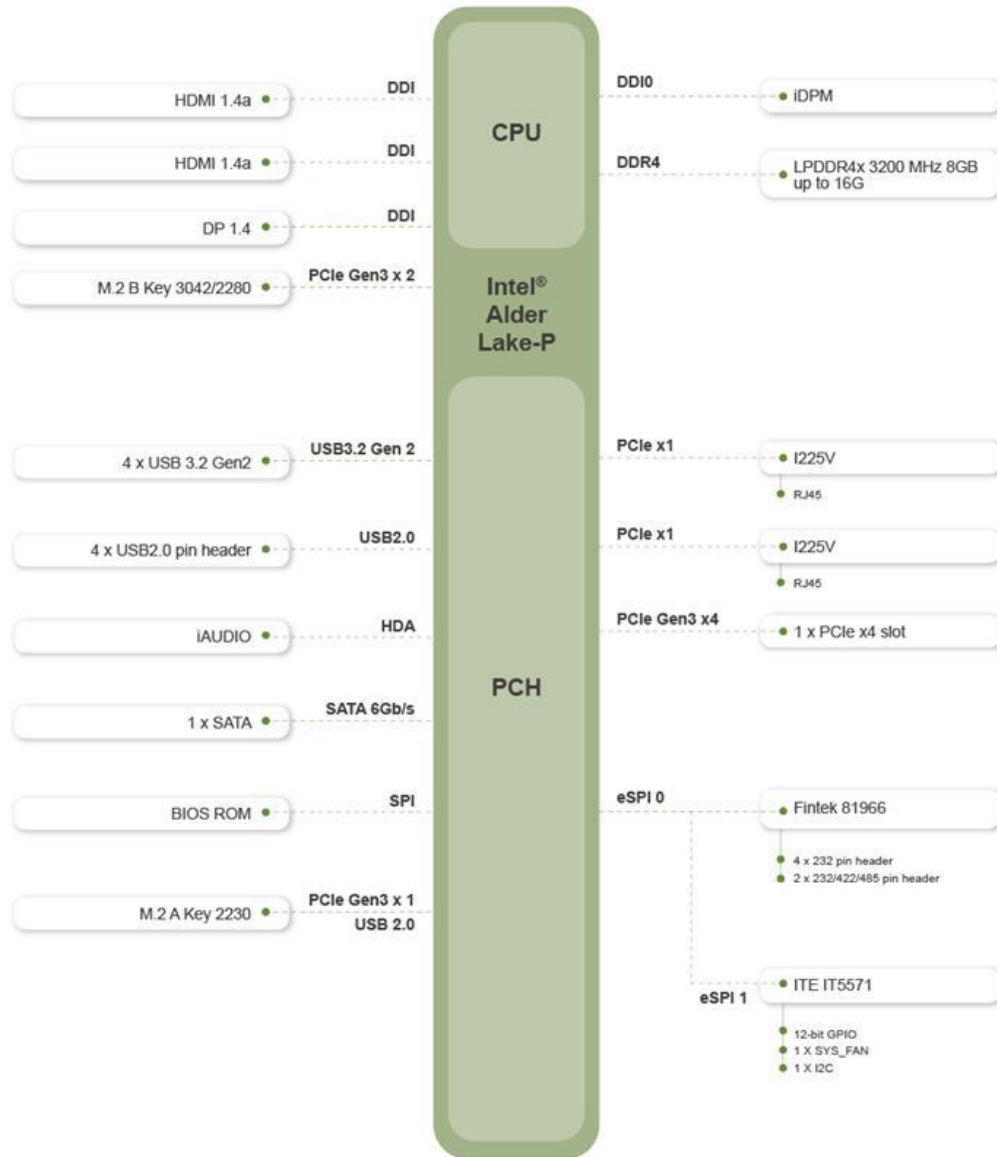 DDI
HDMI 1.4a
DDI
HDMI 1.4a
DDI
DP 1.4
PCIe Gen3 x 2
M.2 B Key 3042/2280
USB3.2 Gen 2
4 x USB 3.2 Gen2
USB2.0
4 x USB2.0 pin header
HDA
iAUDIO
SATA 6Gb/s
1 x SATA
SPI
BIOS ROM
PCIe Gen3 x 1
M.2 A Key 2230
USB 2.0
CPU
Intel®
Alder
Lake-P
PCH
DDI0
iDPM
DDR4
LPDDR4x 3200 MHz 8GB
up to 16G
PCIe x1
I225V
RJ45
PCIe x1
I225V
RJ45
PCIe Gen3 x4
1 x PCIe x4 slot
eSPI 0
Fintek 81966
4 x 232 pin header
2 x 232/422/485 pin header
eSPI 1
ITE IT5571
12-bit GPIO
1 X SYS_FAN
1 X I2C